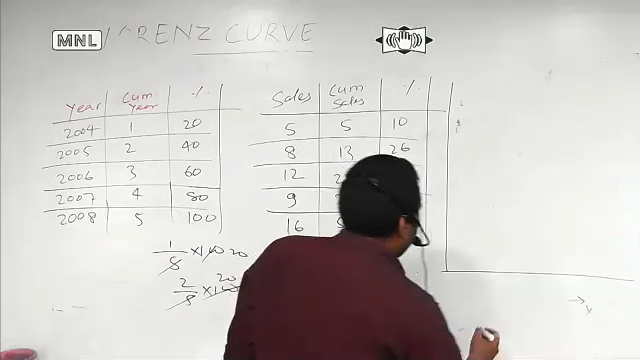 MNL
RENZ CURVE
Year Cum Year %
2004 1 20
2005 2 40
2006 3 60
2007 4 80
2008 5 100
1/5 × 100 20
2/5 × 100 20
Sales Cum Sales %
5 5 10
8 13 26
12 2
9
16
x